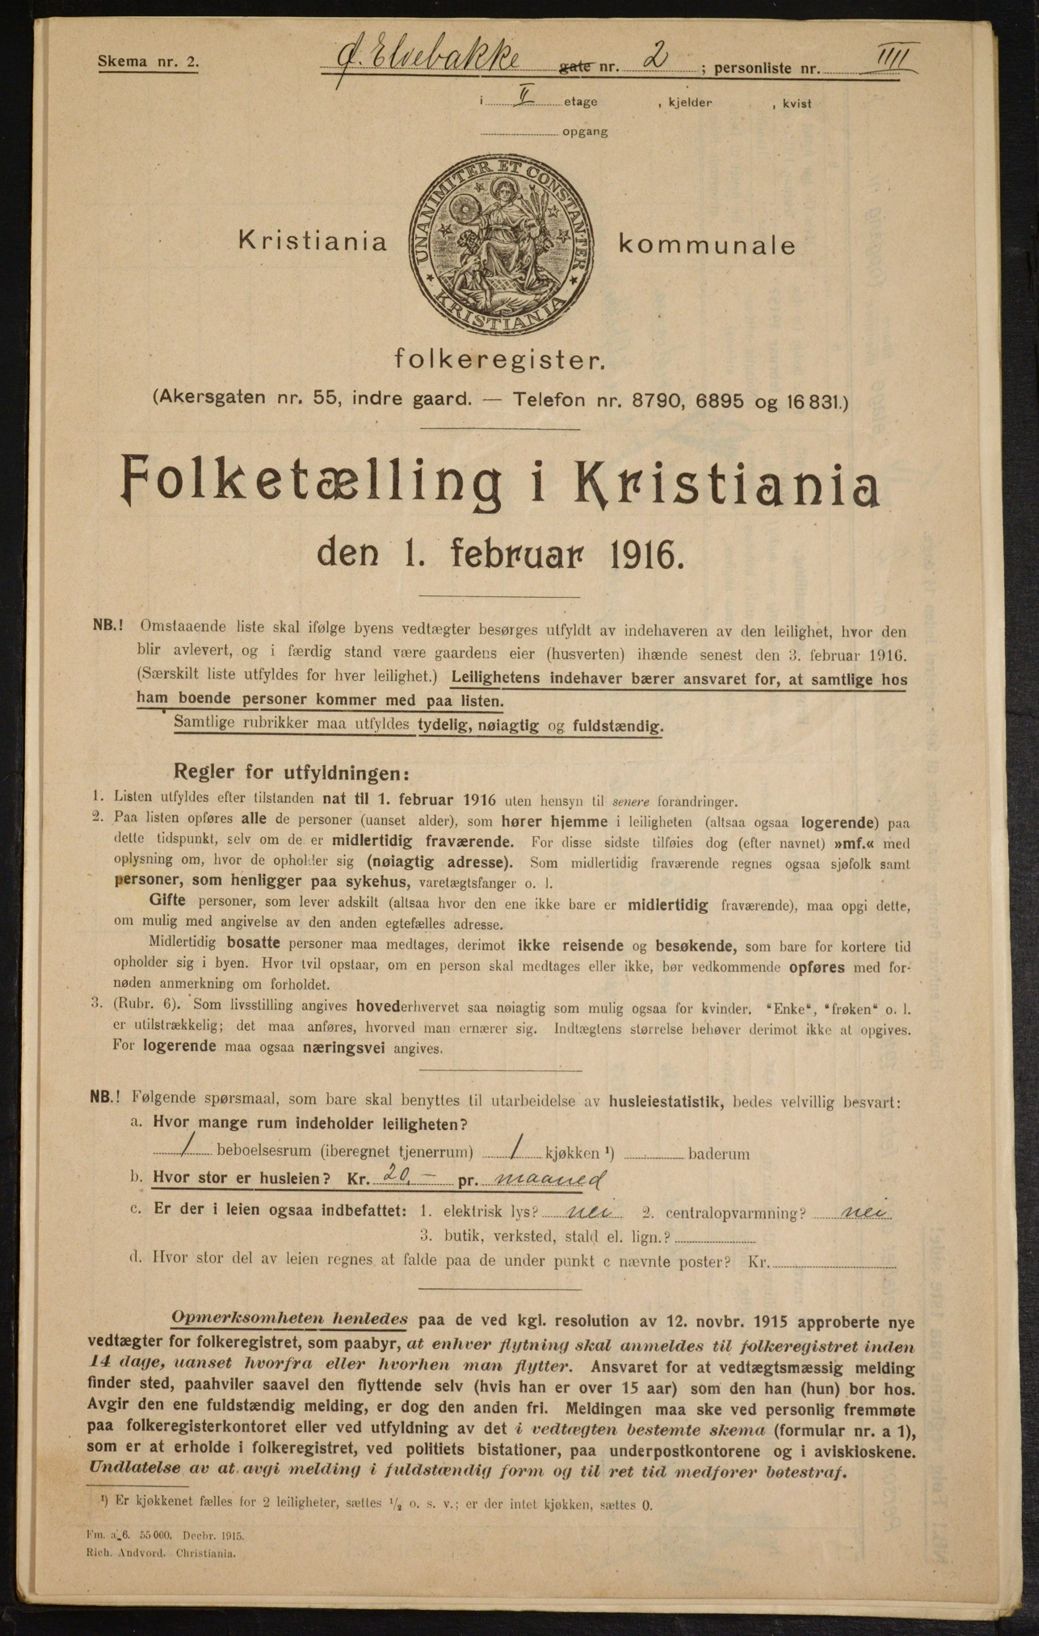 Skema nr. 2.
Ø. Elvebakke gate nr. 2 ; personliste nr. IIII
i II etage , kjelder , kvist
opgang
UNANIMITER ET CONSTANTER
KRISTIANIA
Kristiania kommunale
folkeregister.
(Akersgaten nr. 55, indre gaard. — Telefon nr. 8790, 6895 og 16 831.)
Folketælling i Kristiania
den 1. februar 1916.
NB.! Omstaaende liste skal ifølge byens vedtægter besørges utfyldt av indehaveren av den leilighet, hvor den
blir avlevert, og i færdig stand være gaardens eier (husverten) ihænde senest den 3. februar 1916.
(Særskilt liste utfyldes for hver leilighet.) Leilighetens indehaver bærer ansvaret for, at samtlige hos
ham boende personer kommer med paa listen.
Samtlige rubrikker maa utfyldes tydelig, nøiagtig og fuldstændig.
Regler for utfyldningen:
1. Listen utfyldes efter tilstanden nat til 1. februar 1916 uten hensyn til senere forandringer.
2. Paa listen opføres alle de personer (uanset alder), som hører hjemme i leiligheten (altsaa ogsaa logerende) paa
dette tidspunkt, selv om de er midlertidig fraværende. For disse sidste tilføies dog (efter navnet) »mf.« med
oplysning om, hvor de opholder sig (nøiagtig adresse). Som midlertidig fraværende regnes ogsaa sjøfolk samt
personer, som henligger paa sykehus, varetægtsfanger o. l.
Gifte personer, som lever adskilt (altsaa hvor den ene ikke bare er midlertidig fraværende), maa opgi dette,
om mulig med angivelse av den anden egtefælles adresse.
Midlertidig bosatte personer maa medtages, derimot ikke reisende og besøkende, som bare for kortere tid
opholder sig i byen. Hvor tvil opstaar, om en person skal medtages eller ikke, bør vedkommende opføres med for-
nøden anmerkning om forholdet.
3. (Rubr. 6). Som livsstilling angives hovederhvervet saa nøiagtig som mulig ogsaa for kvinder. "Enke", "frøken" o. l.
er utilstrækkelig; det maa anføres, hvorved man ernærer sig. Indtægtens størrelse behøver derimot ikke at opgives.
For logerende maa ogsaa næringsvei angives.
NB.! Følgende spørsmaal, som bare skal benyttes til utarbeidelse av husleiestatistik, bedes velvillig besvart:
a. Hvor mange rum indeholder leiligheten?
1 beboelsesrum (iberegnet tjenerrum) 1 kjøkken ¹) baderum
b. Hvor stor er husleien? Kr. 20,— pr. maaned
c. Er der i leien ogsaa indbefattet: 1. elektrisk lys? nei 2. centralopvarmning? nei
3. butik, verksted, stald el. lign.?
d. Hvor stor del av leien regnes at falde paa de under punkt c nævnte poster? Kr.
Opmerksomheten henledes paa de ved kgl. resolution av 12. novbr. 1915 approberte nye
vedtægter for folkeregistret, som paabyr, at enhver flytning skal anmeldes til folkeregistret inden
14 dage, uanset hvorfra eller hvorhen man flytter. Ansvaret for at vedtægtsmæssig melding
finder sted, paahviler saavel den flyttende selv (hvis han er over 15 aar) som den han (hun) bor hos.
Avgir den ene fuldstændig melding, er dog den anden fri. Meldingen maa ske ved personlig fremmøte
paa folkeregisterkontoret eller ved utfyldning av det i vedtægten bestemte skema (formular nr. a 1),
som er at erholde i folkeregistret, ved politiets bistationer, paa underpostkontorene og i aviskioskene.
Undlatelse av at avgi melding i fuldstændig form og til ret tid medfører bøtestraf.
¹) Er kjøkkenet fælles for 2 leiligheter, sættes ½ o. s. v.; er der intet kjøkken, sættes 0.
Fm. a. 6. 55 000. Decbr. 1915.
Rich. Andvord. Christiania.